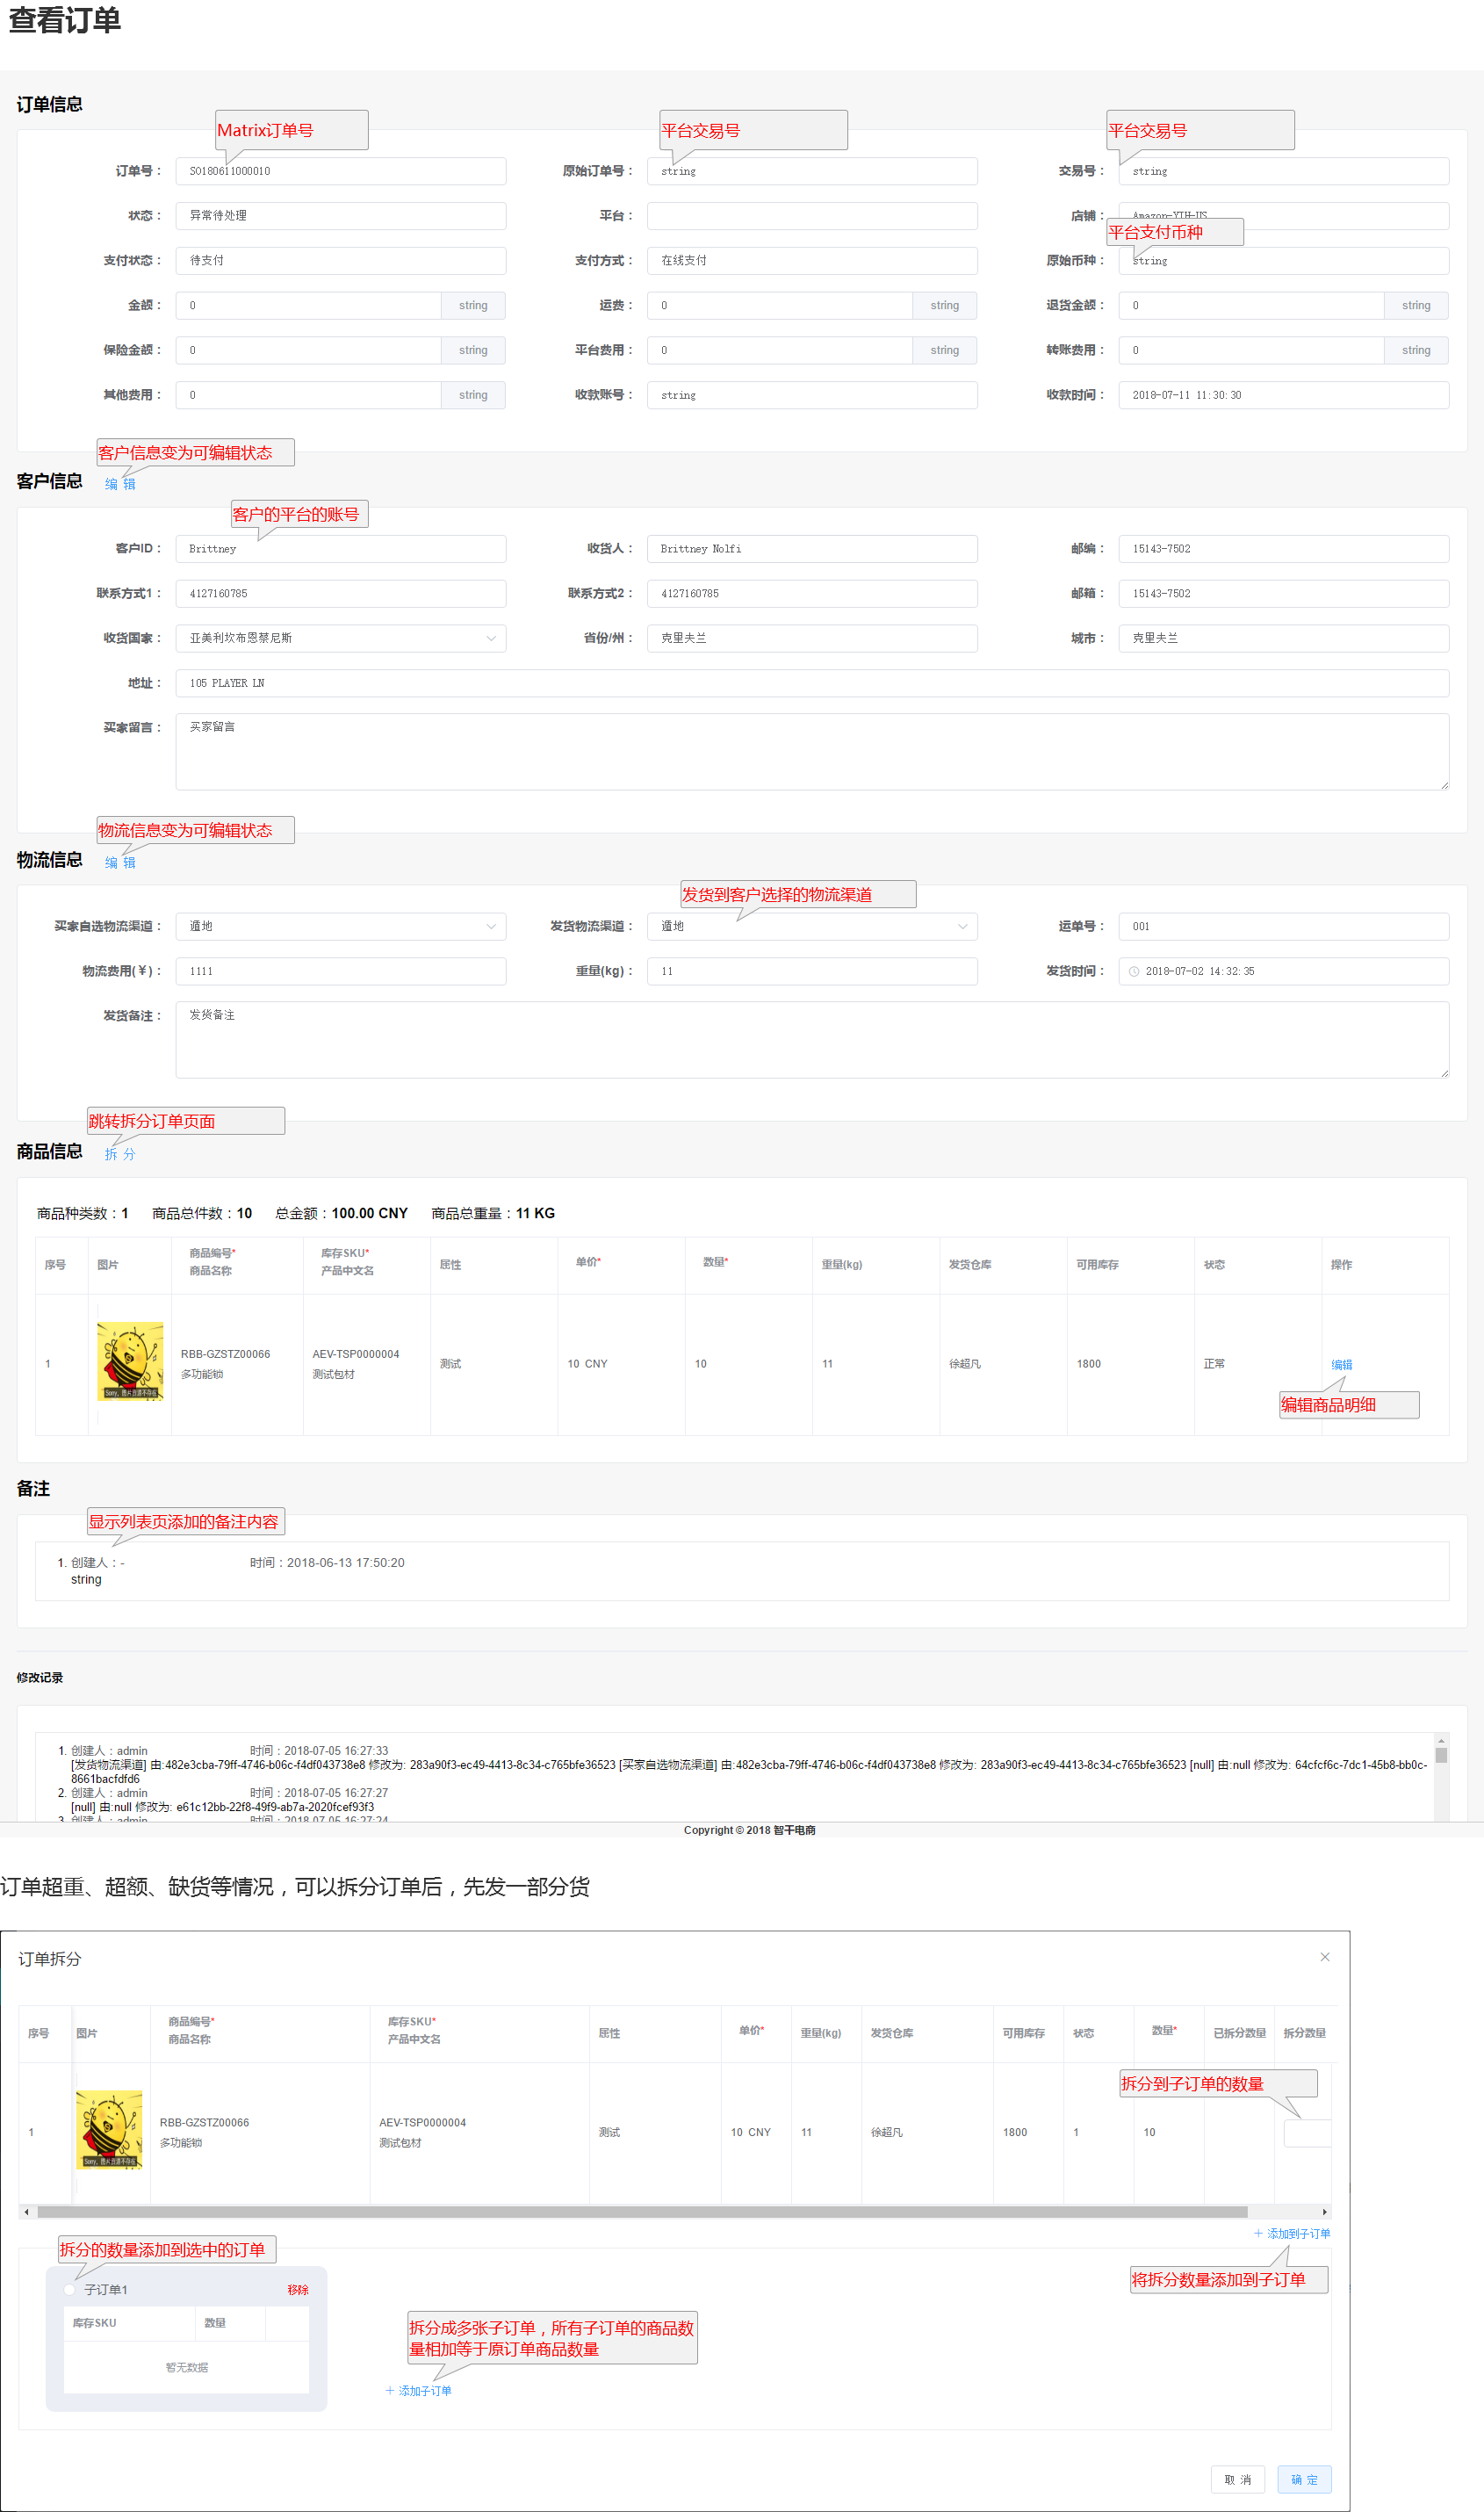 查看订单
订单信息
Matrix订单号
平台交易号
平台交易号
订单号： SO180611000010 原始订单号： string 交易号： string
状态： 异常待处理 平台： 店铺： Amazon-YTH-US
平台支付币种
支付状态： 待支付 支付方式： 在线支付 原始币种： string
金额： 0 string 运费： 0 string 退货金额： 0 string
保险金额： 0 string 平台费用： 0 string 转账费用： 0 string
其他费用： 0 string 收款账号： string 收款时间： 2018-07-11 11:30:30
客户信息变为可编辑状态
客户信息 编 辑
客户的平台的账号
客户ID： Brittney 收货人： Brittney Nolfi 邮编： 15143-7502
联系方式1： 4127160785 联系方式2： 4127160785 邮箱： 15143-7502
收货国家： 亚美利坎布恩蔡尼斯 省份/州： 克里夫兰 城市： 克里夫兰
地址： 105 PLAYER LN
买家留言： 买家留言
物流信息变为可编辑状态
物流信息 编 辑
发货到客户选择的物流渠道
买家自选物流渠道： 遁地 发货物流渠道： 遁地 运单号： 001
物流费用(￥)： 1111 重量(kg)： 11 发货时间： 2018-07-02 14:32:35
发货备注： 发货备注
跳转拆分订单页面
商品信息 拆 分
商品种类数：1 商品总件数：10 总金额：100.00 CNY 商品总重量：11 KG
序号 图片 商品编号* 库存SKU* 属性 单价* 数量* 重量(kg) 发货仓库 可用库存 状态 操作
商品名称 产品中文名
1 RBB-GZSTZ00066 AEV-TSP0000004 测试 10 CNY 10 11 徐超凡 1800 正常 编辑
多功能锁 测试包材
Sorry，图片资源不存在
编辑商品明细
备注
显示列表页添加的备注内容
1. 创建人：- 时间：2018-06-13 17:50:20
string
修改记录
1. 创建人：admin 时间：2018-07-05 16:27:33
[发货物流渠道] 由:482e3cba-79ff-4746-b06c-f4df043738e8 修改为: 283a90f3-ec49-4413-8c34-c765bfe36523 [买家自选物流渠道] 由:482e3cba-79ff-4746-b06c-f4df043738e8 修改为: 283a90f3-ec49-4413-8c34-c765bfe36523 [null] 由:null 修改为: 64cfcf6c-7dc1-45b8-bb0c-
8661bacfdfd6
2. 创建人：admin 时间：2018-07-05 16:27:27
[null] 由:null 修改为: e61c12bb-22f8-49f9-ab7a-2020fcef93f3
3. 创建人：admin 时间：2018-07-05 16:27:24
Copyright © 2018 智干电商
订单超重、超额、缺货等情况，可以拆分订单后，先发一部分货
订单拆分
序号 图片 商品编号* 库存SKU* 属性 单价* 重量(kg) 发货仓库 可用库存 状态 数量* 已拆分数量 拆分数量
商品名称 产品中文名
拆分到子订单的数量
1 RBB-GZSTZ00066 AEV-TSP0000004 测试 10 CNY 11 徐超凡 1800 1 10
多功能锁 测试包材
Sorry，图片资源不存在
＋ 添加到子订单
拆分的数量添加到选中的订单
将拆分数量添加到子订单
子订单1 移除
库存SKU 数量
暂无数据
拆分成多张子订单，所有子订单的商品数
量相加等于原订单商品数量
＋ 添加子订单
取 消 确 定